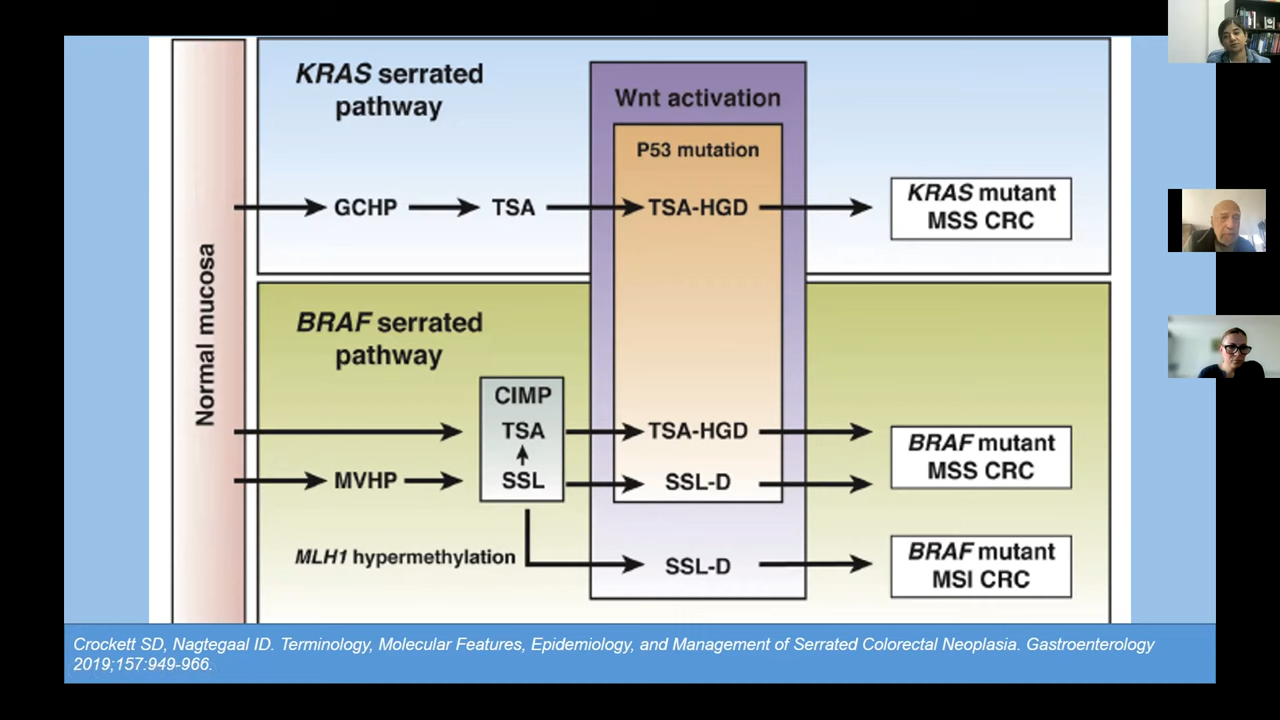 KRAS serrated
pathway
Wnt activation
P53 mutation
GCHP
TSA
TSA-HGD
KRAS mutant
MSS CRC
Normal mucosa
BRAF serrated
pathway
CIMP
TSA
TSA-HGD
MVHP
SSL
SSL-D
BRAF mutant
MSS CRC
MLH1 hypermethylation
SSL-D
BRAF mutant
MSI CRC
Crockett SD, Nagtegaal ID. Terminology, Molecular Features, Epidemiology, and Management of Serrated Colorectal Neoplasia. Gastroenterology
2019;157:949-966.